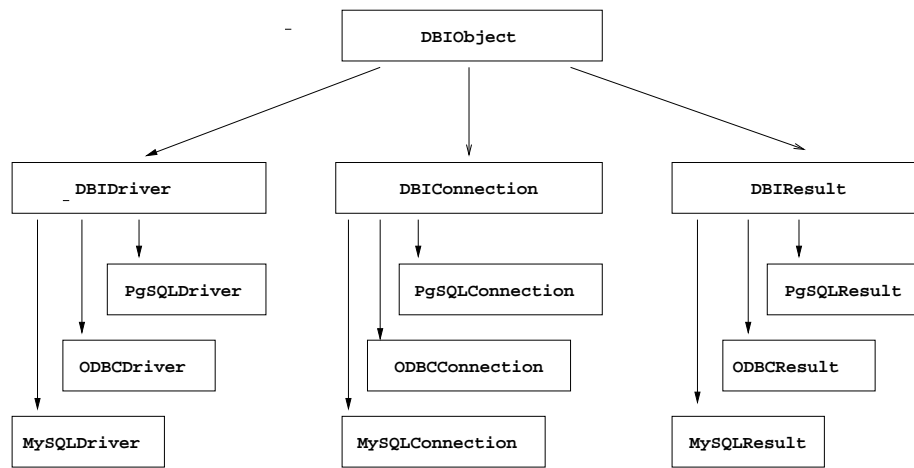 DBIObject
DBIDriver
DBIConnection
DBIResult
PgSQLDriver
PgSQLConnection
PgSQLResult
ODBCDriver
ODBCConnection
ODBCResult
MySQLDriver
MySQLConnection
MySQLResult